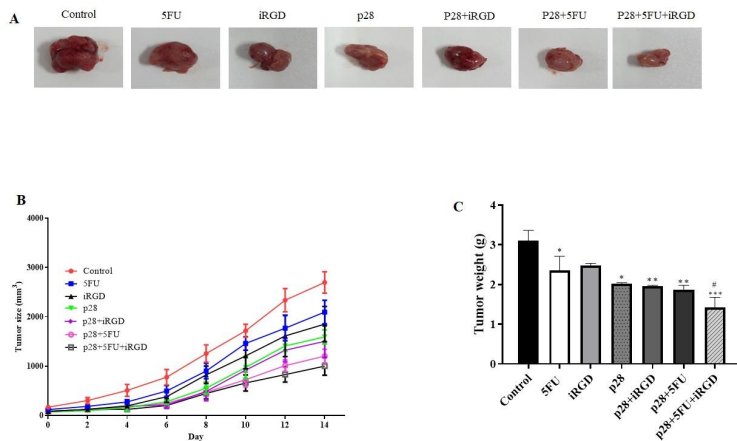 A
Control 5FU iRGD p28 P28+iRGD P28+5FU P28+5FU+iRGD
B
Tumor size (mm³)
4000
3000
2000
1000
0
Control
5FU
iRGD
p28
p28+iRGD
p28+5FU
p28+5FU+iRGD
0 2 4 6 8 10 12 14
Day
C
Tumor weight (g)
4
3
2
1
0
* * ** ** # ***
Control 5FU iRGD p28 p28+iRGD p28+5FU p28+5FU+iRGD